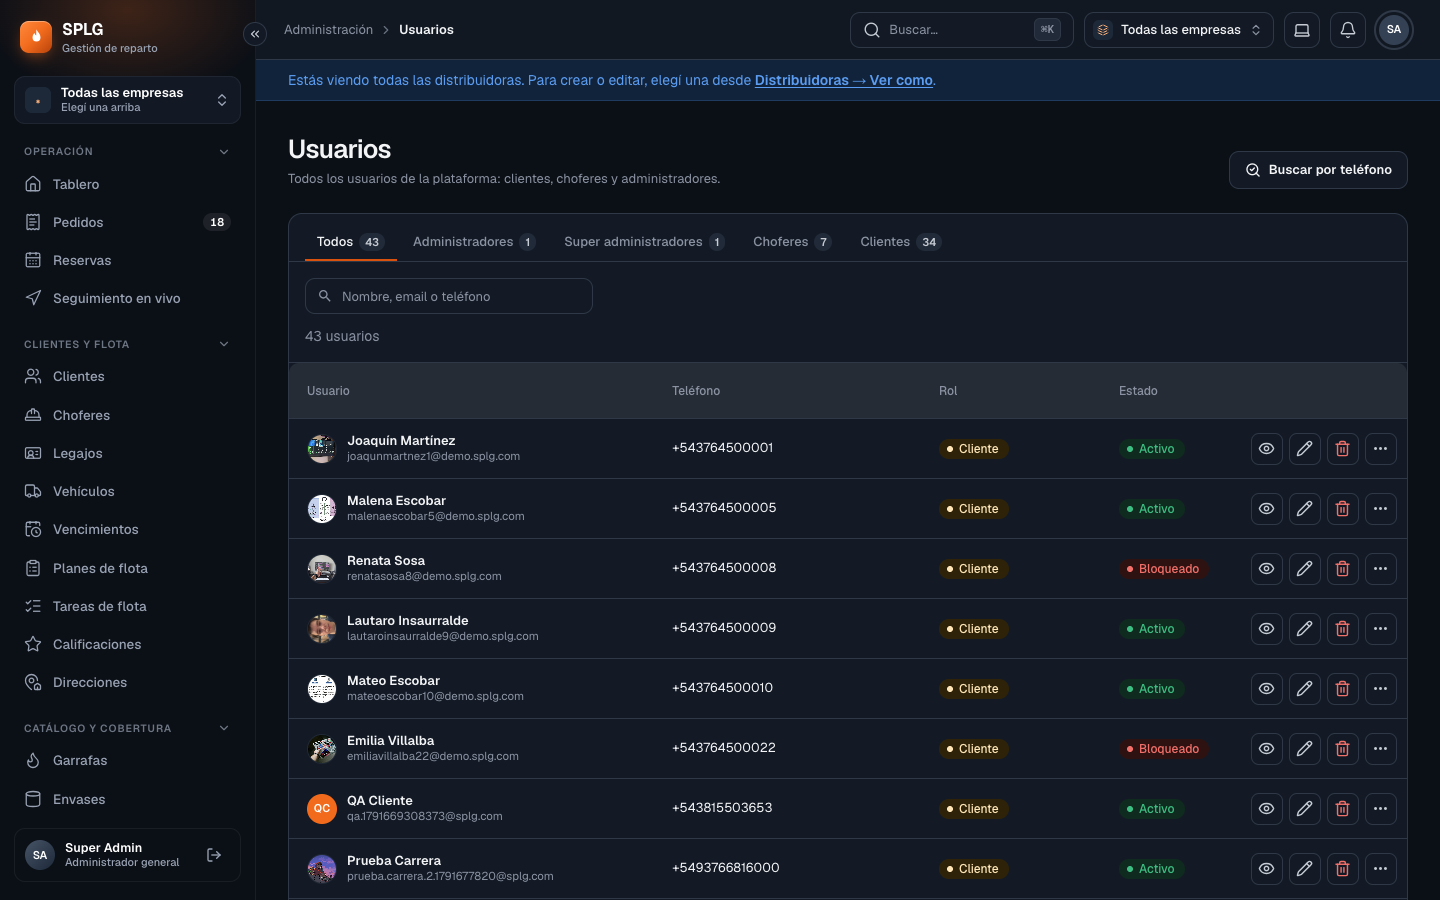 SPLG
Gestión de reparto
Todas las empresas
Elegí una arriba
OPERACIÓN
Tablero
Pedidos 18
Reservas
Seguimiento en vivo
CLIENTES Y FLOTA
Clientes
Choferes
Legajos
Vehículos
Vencimientos
Planes de flota
Tareas de flota
Calificaciones
Direcciones
CATÁLOGO Y COBERTURA
Garrafas
Envases
SA
Super Admin
Administrador general
Administración > Usuarios
Buscar... ⌘K
Todas las empresas
SA
Estás viendo todas las distribuidoras. Para crear o editar, elegí una desde Distribuidoras → Ver como.
Usuarios
Todos los usuarios de la plataforma: clientes, choferes y administradores.
Buscar por teléfono
Todos 43 Administradores 1 Super administradores 1 Choferes 7 Clientes 34
Nombre, email o teléfono
43 usuarios
Usuario Teléfono Rol Estado
Joaquín Martínez
joaqunmartnez1@demo.splg.com
+543764500001 Cliente Activo
Malena Escobar
malenaescobar5@demo.splg.com
+543764500005 Cliente Activo
Renata Sosa
renatasosa8@demo.splg.com
+543764500008 Cliente Bloqueado
Lautaro Insaurralde
lautaroinsaurralde9@demo.splg.com
+543764500009 Cliente Activo
Mateo Escobar
mateoescobar10@demo.splg.com
+543764500010 Cliente Activo
Emilia Villalba
emiliavillalba22@demo.splg.com
+543764500022 Cliente Bloqueado
QC
QA Cliente
qa.1791669308373@splg.com
+543815503653 Cliente Activo
Prueba Carrera
prueba.carrera.2.1791677820@splg.com
+5493766816000 Cliente Activo